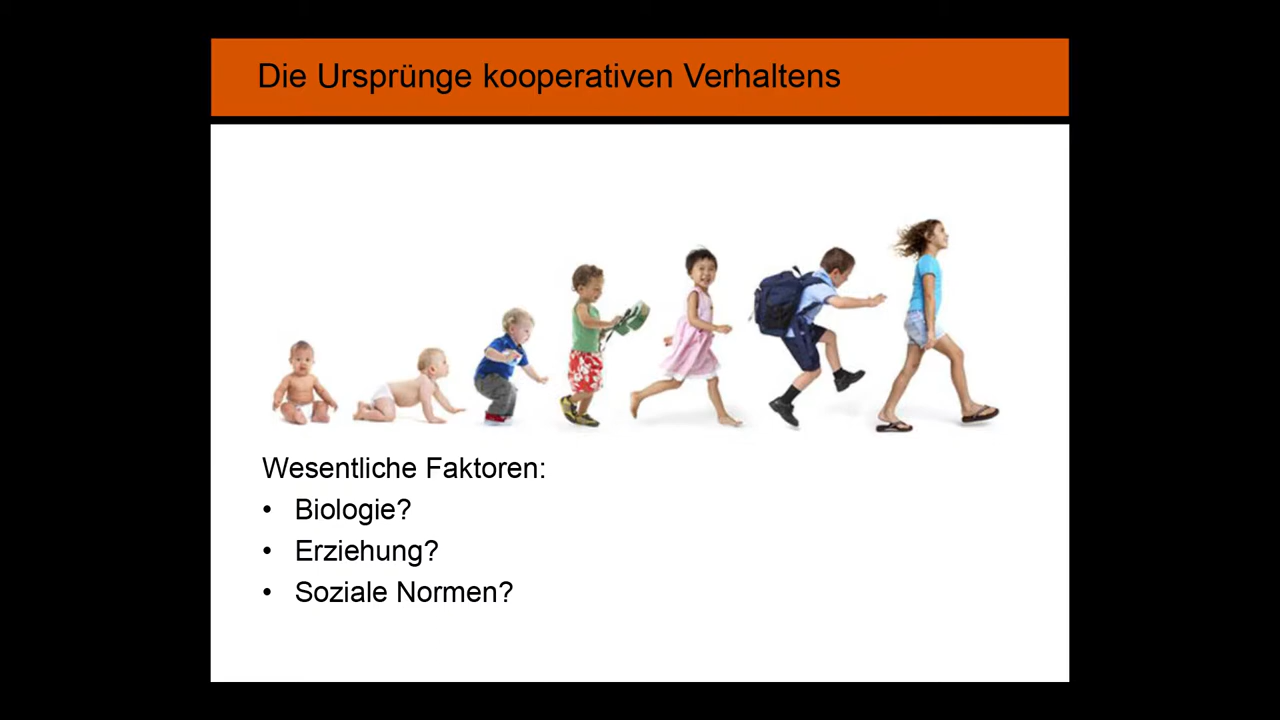 Die Ursprünge kooperativen Verhaltens
Wesentliche Faktoren:
• Biologie?
• Erziehung?
• Soziale Normen?